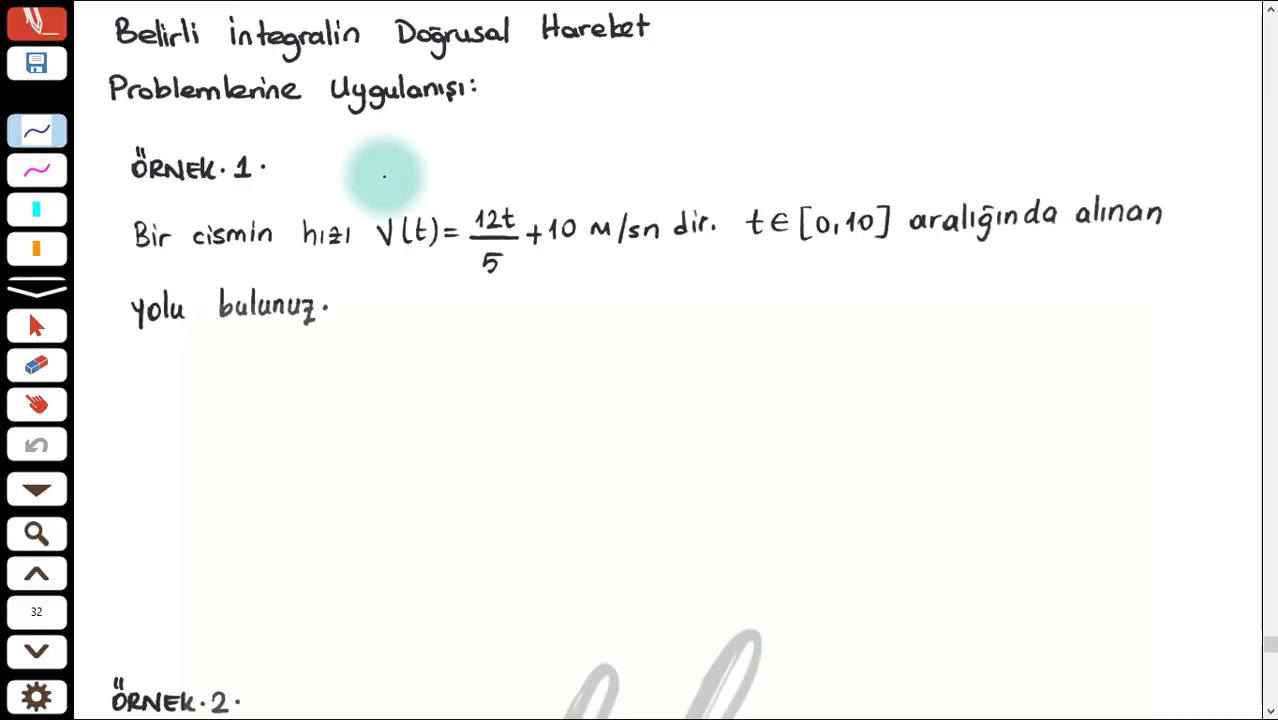 Belirli integralin Doğrusal Hareket
Problemlerine Uygulanışı:
ÖRNEK.1.
Bir cismin hızı V(t)= 12t/5 +10 m/sn dir. t∈[0,10] aralığında alınan
yolu bulunuz.
32
ÖRNEK.2.